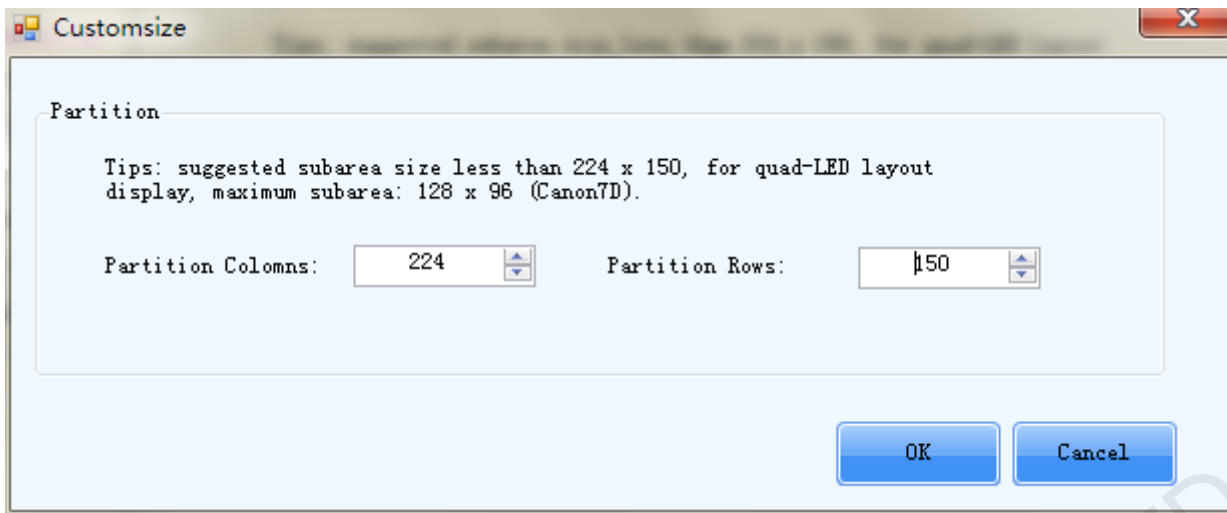 Customsize
Partition
Tips: suggested subarea size less than 224 x 150, for quad-LED layout
display, maximum subarea: 128 x 96 (Canon7D).
Partition Colomns: 224 Partition Rows: 150
OK Cancel